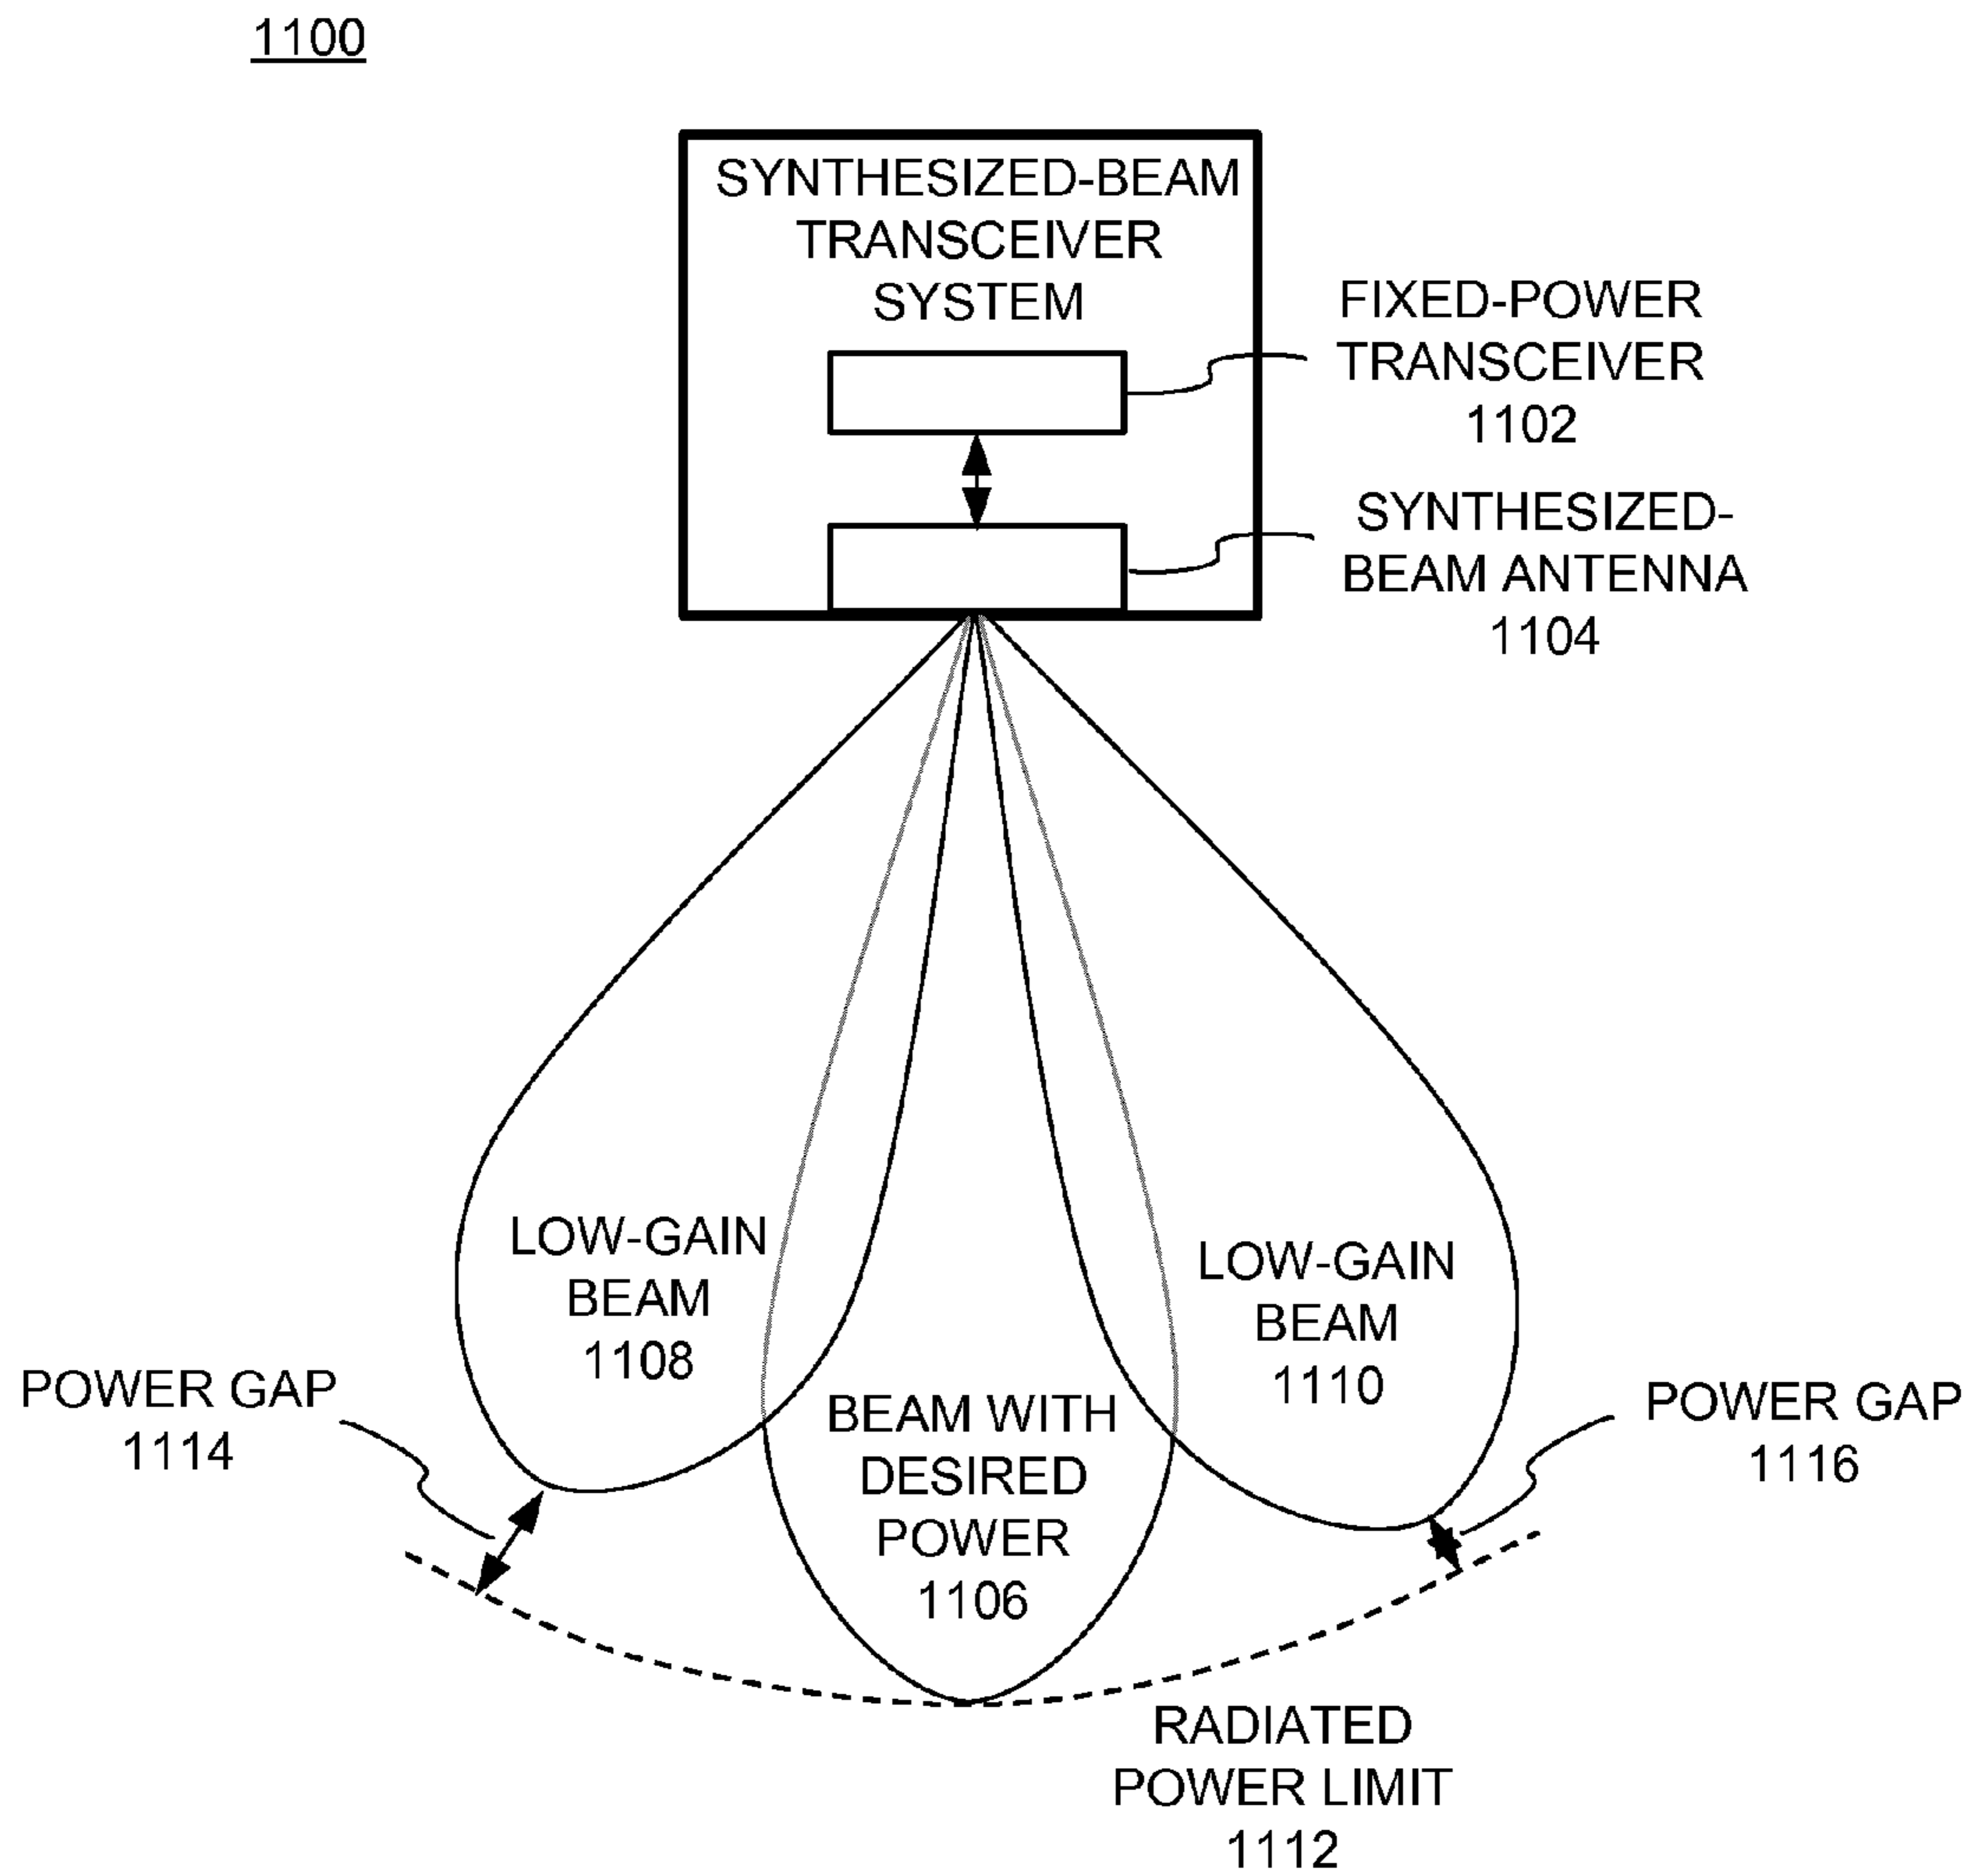 1100
SYNTHESIZED-BEAM
TRANSCEIVER
SYSTEM
FIXED-POWER
TRANSCEIVER
1102
SYNTHESIZED-
BEAM ANTENNA
1104
LOW-GAIN
BEAM
1108
LOW-GAIN
BEAM
1110
POWER GAP
1114
BEAM WITH
DESIRED
POWER
1106
POWER GAP
1116
RADIATED
POWER LIMIT
1112